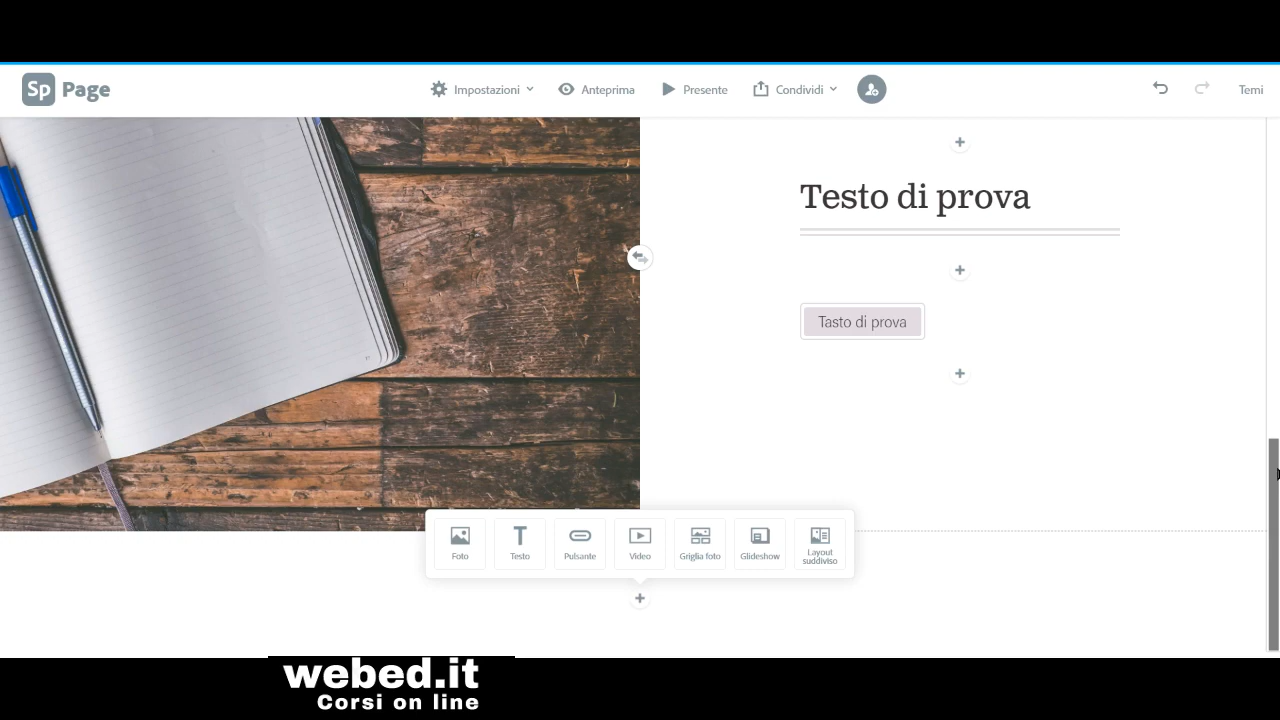 Sp Page
Impostazioni
Anteprima
Presente
Condividi
Temi
Testo di prova
Tasto di prova
Foto
Testo
Pulsante
Video
Griglia foto
Glideshow
Layout
suddiviso
webed.it
Corsi on line